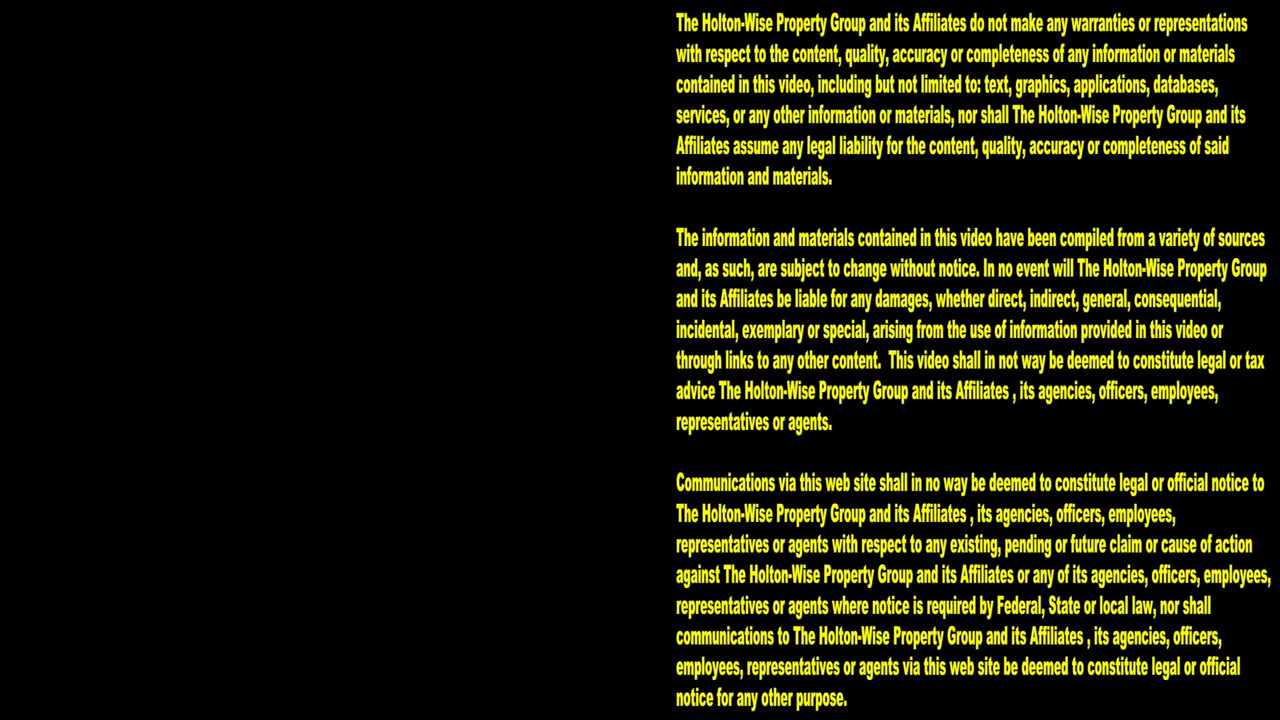 The Holton-Wise Property Group and its Affiliates do not make any warranties or representations
with respect to the content, quality, accuracy or completeness of any information or materials
contained in this video, including but not limited to: text, graphics, applications, databases,
services, or any other information or materials, nor shall The Holton-Wise Property Group and its
Affiliates assume any legal liability for the content, quality, accuracy or completeness of said
information and materials.
The information and materials contained in this video have been compiled from a variety of sources
and, as such, are subject to change without notice. In no event will The Holton-Wise Property Group
and its Affiliates be liable for any damages, whether direct, indirect, general, consequential,
incidental, exemplary or special, arising from the use of information provided in this video or
through links to any other content.  This video shall in not way be deemed to constitute legal or tax
advice The Holton-Wise Property Group and its Affiliates , its agencies, officers, employees,
representatives or agents.
Communications via this web site shall in no way be deemed to constitute legal or official notice to
The Holton-Wise Property Group and its Affiliates , its agencies, officers, employees,
representatives or agents with respect to any existing, pending or future claim or cause of action
against The Holton-Wise Property Group and its Affiliates or any of its agencies, officers, employees,
representatives or agents where notice is required by Federal, State or local law, nor shall
communications to The Holton-Wise Property Group and its Affiliates , its agencies, officers,
employees, representatives or agents via this web site be deemed to constitute legal or official
notice for any other purpose.